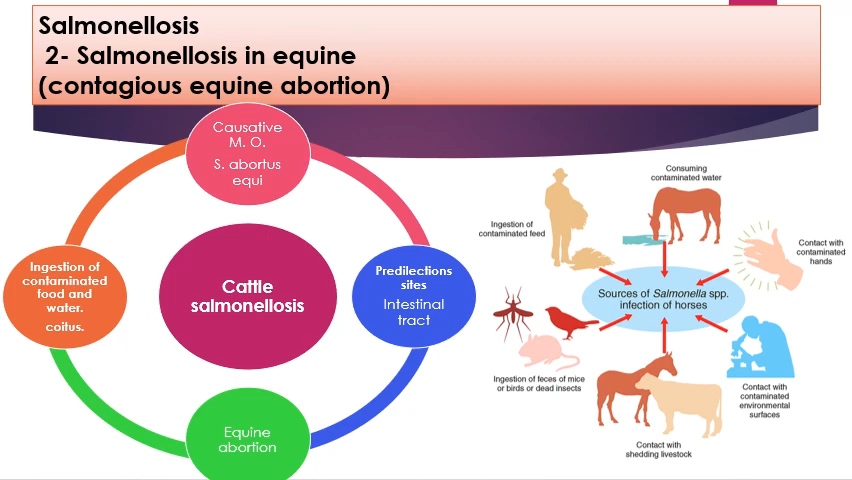 Salmonellosis
2- Salmonellosis in equine
(contagious equine abortion)
Causative
M. O.
S. abortus
equi
Ingestion of
contaminated
food and
water.
coitus.
Cattle
salmonellosis
Predilections
sites
Intestinal
tract
Equine
abortion
Consuming
contaminated water
Ingestion of
contaminated feed
Contact with
contaminated
hands
Sources of Salmonella spp.
infection of horses
Ingestion of feces of mice
or birds or dead insects
Contact with
contaminated
environmental
surfaces
Contact with
shedding livestock